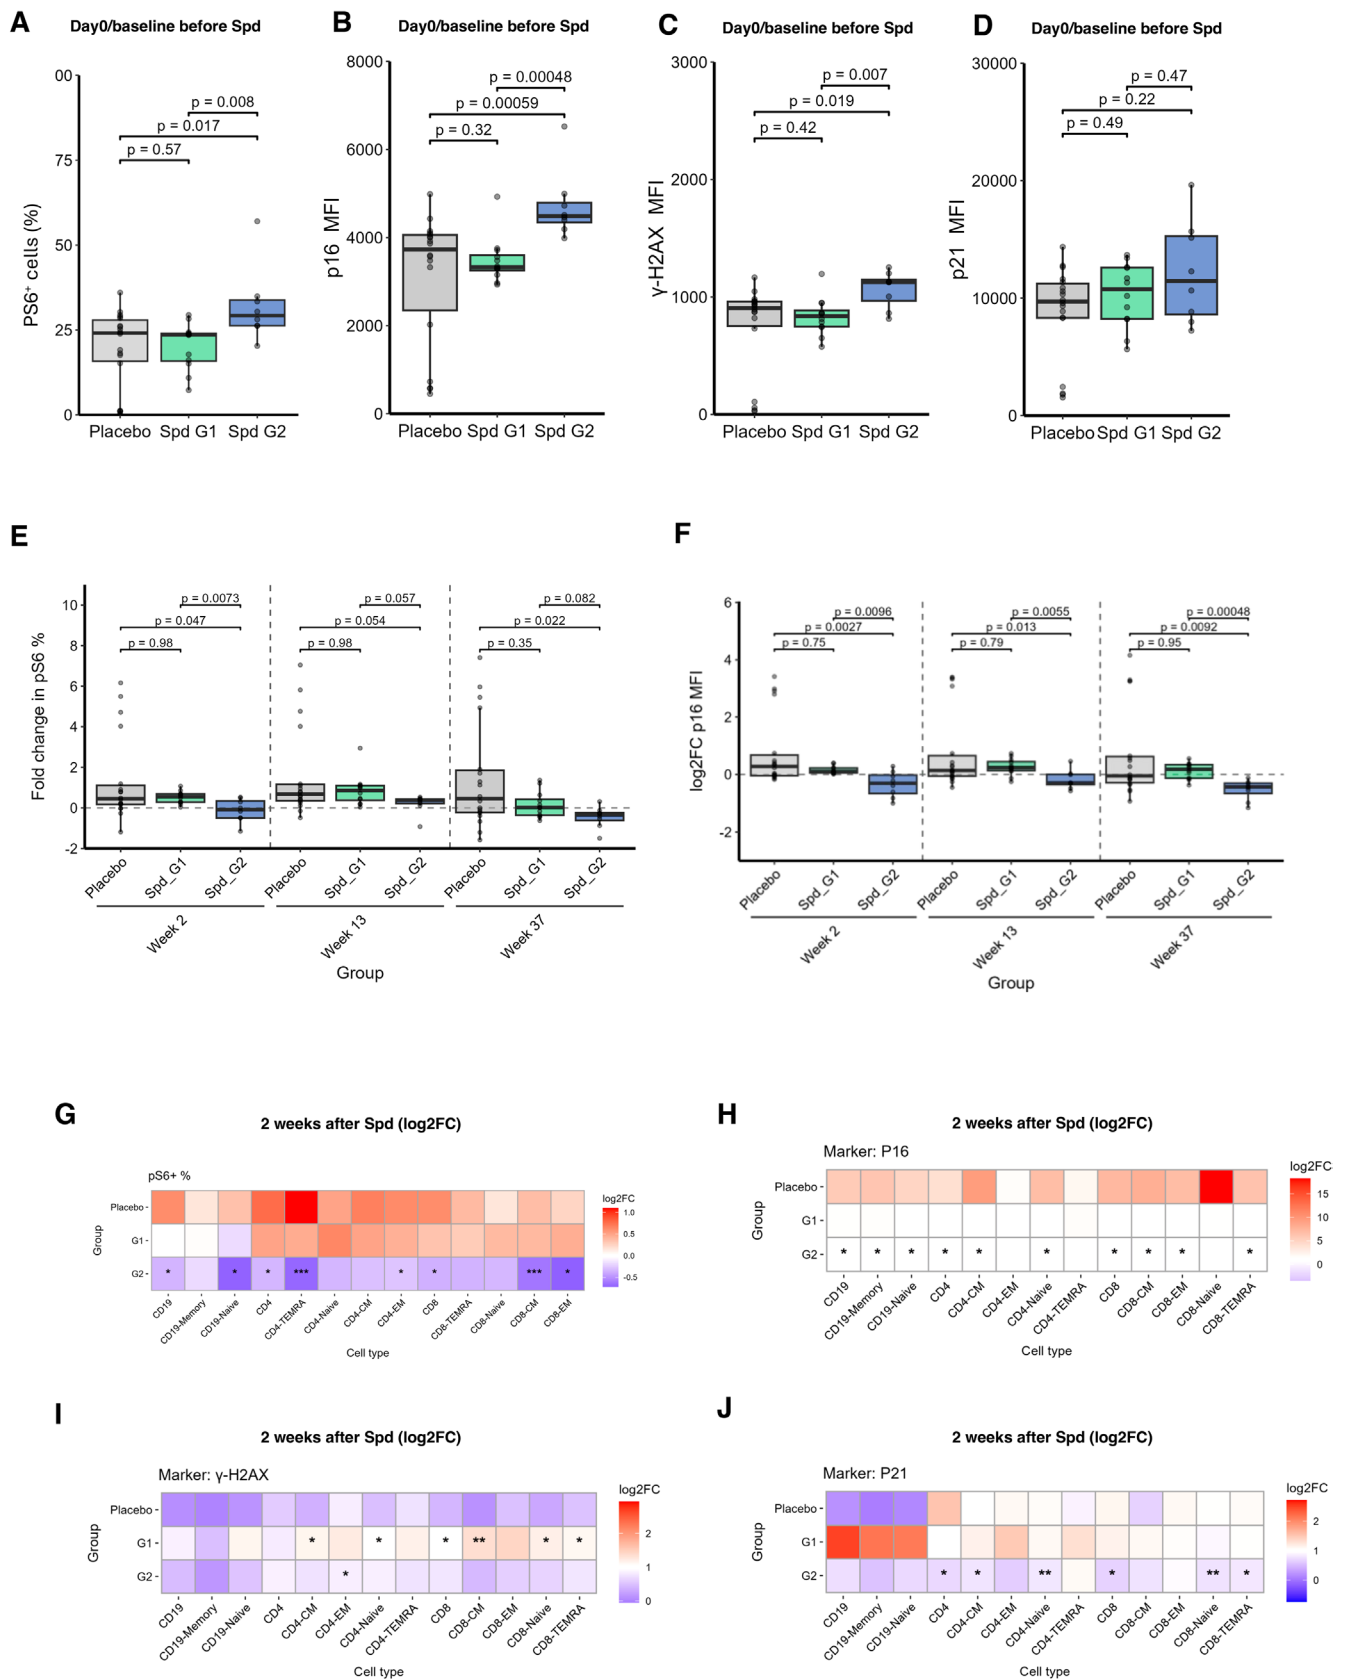 A
Day0/baseline before Spd
PS6⁺ cells (%)
00
75
50
25
0
p = 0.008
p = 0.017
p = 0.57
Placebo Spd G1 Spd G2
B
Day0/baseline before Spd
p16 MFI
8000
6000
4000
2000
0
p = 0.00048
p = 0.00059
p = 0.32
Placebo Spd G1 Spd G2
C
Day0/baseline before Spd
γ-H2AX MFI
3000
2000
1000
0
p = 0.007
p = 0.019
p = 0.42
Placebo Spd G1 Spd G2
D
Day0/baseline before Spd
p21 MFI
30000
20000
10000
0
p = 0.47
p = 0.22
p = 0.49
Placebo Spd G1 Spd G2
E
Fold change in pS6 %
10
8
6
4
2
0
-2
p = 0.0073
p = 0.047
p = 0.98
p = 0.057
p = 0.054
p = 0.98
p = 0.082
p = 0.022
p = 0.35
Placebo Spd_G1 Spd_G2 Placebo Spd_G1 Spd_G2 Placebo Spd_G1 Spd_G2
Week 2 Week 13 Week 37
Group
F
log2FC p16 MFI
6
4
2
0
-2
p = 0.0096
p = 0.0027
p = 0.75
p = 0.0055
p = 0.013
p = 0.79
p = 0.00048
p = 0.0092
p = 0.95
Placebo Spd_G1 Spd_G2 Placebo Spd_G1 Spd_G2 Placebo Spd_G1 Spd_G2
Week 2 Week 13 Week 37
Group
G
2 weeks after Spd (log2FC)
pS6+ %
Group
Placebo
G1
G2
* * * *** * * *** *
CD19 CD19-Memory CD19-Naive CD4 CD4-TEMRA CD4-Naive CD4-CM CD4-EM CD8 CD8-TEMRA CD8-Naive CD8-CM CD8-EM
Cell type
log2FC
1.0
0.5
0.0
-0.5
H
2 weeks after Spd (log2FC)
Marker: P16
Group
Placebo
G1
G2
* * * * * * * * * *
CD19 CD19-Memory CD19-Naive CD4 CD4-CM CD4-EM CD4-Naive CD4-TEMRA CD8 CD8-CM CD8-EM CD8-Naive CD8-TEMRA
Cell type
log2FC
15
10
5
0
I
2 weeks after Spd (log2FC)
Marker: γ-H2AX
Group
Placebo
G1
* * * ** * *
G2
*
CD19 CD19-Memory CD19-Naive CD4 CD4-CM CD4-EM CD4-Naive CD4-TEMRA CD8 CD8-CM CD8-EM CD8-Naive CD8-TEMRA
Cell type
log2FC
2
1
0
J
2 weeks after Spd (log2FC)
Marker: P21
Group
Placebo
G1
G2
* * ** * ** *
CD19 CD19-Memory CD19-Naive CD4 CD4-CM CD4-EM CD4-Naive CD4-TEMRA CD8 CD8-CM CD8-EM CD8-Naive CD8-TEMRA
Cell type
log2FC
2
1
0